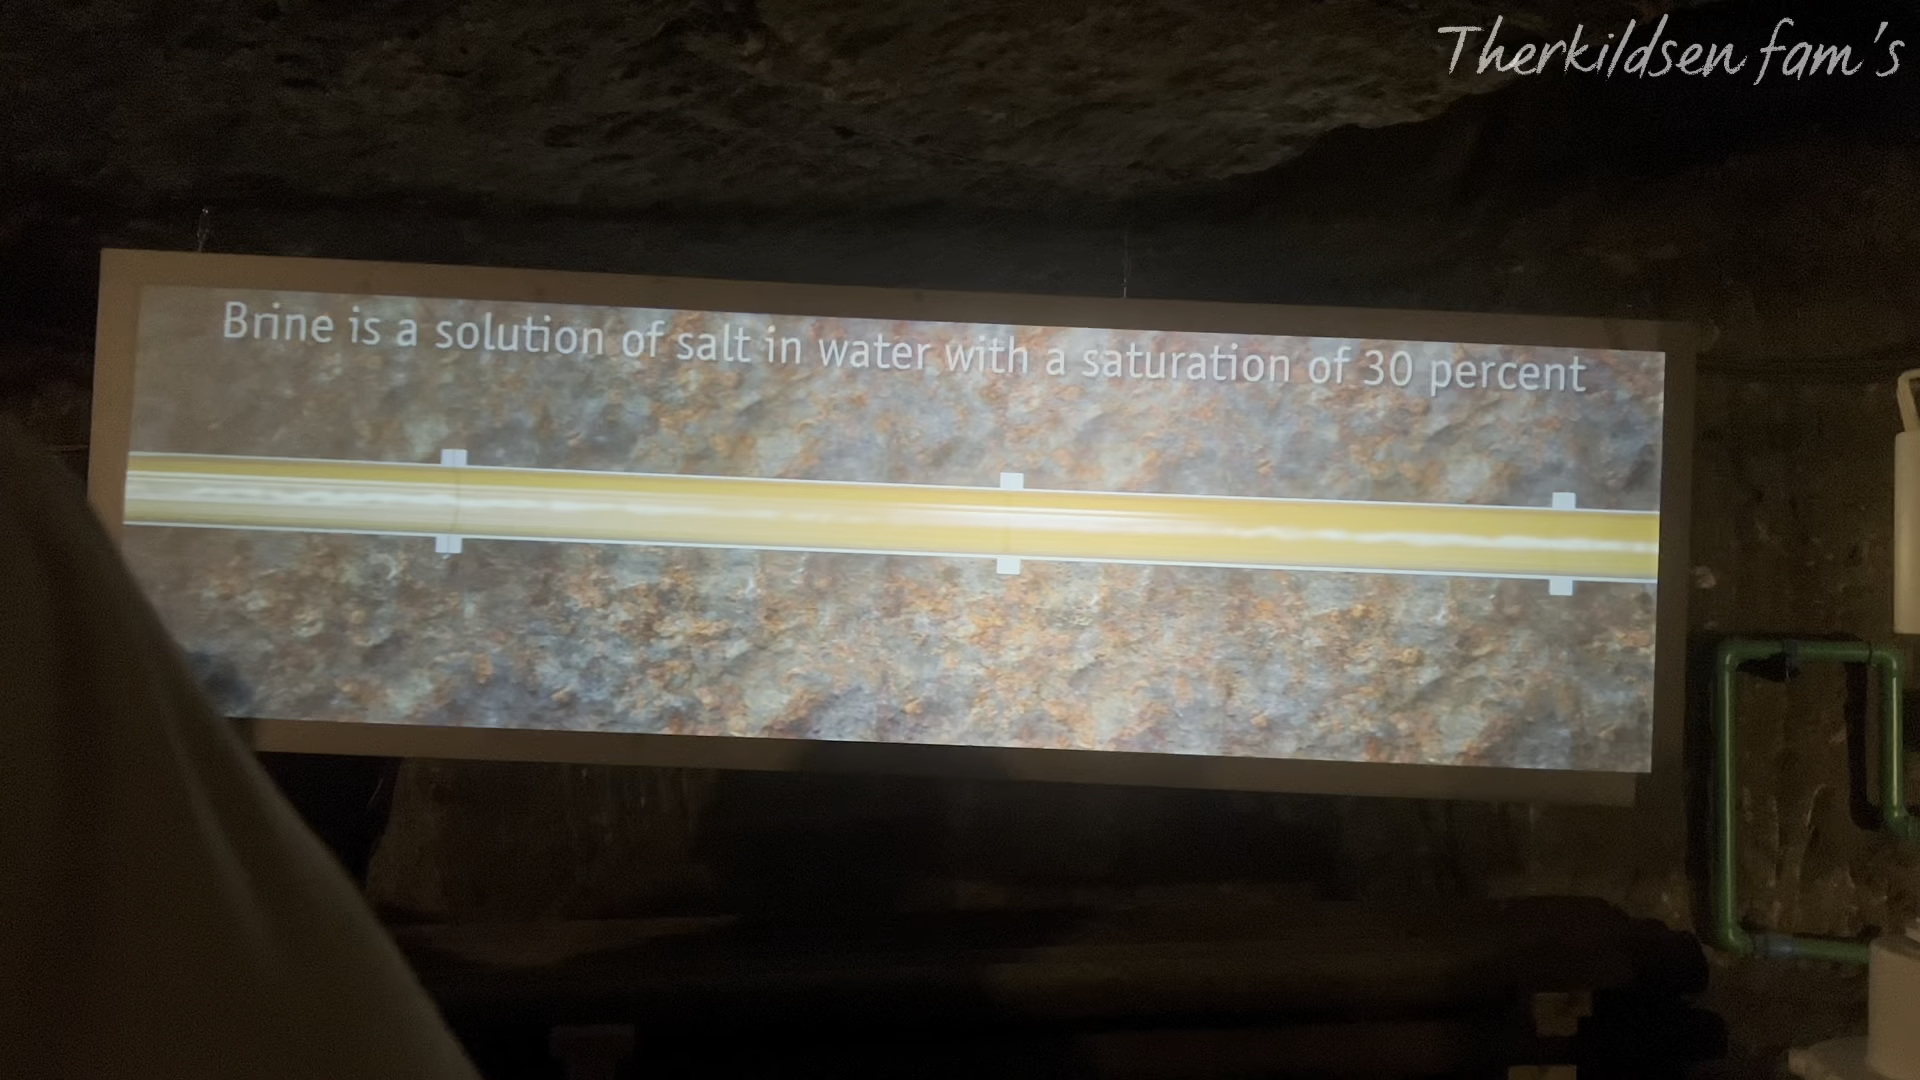 Therkildsen fam's
Brine is a solution of salt in water with a saturation of 30 percent